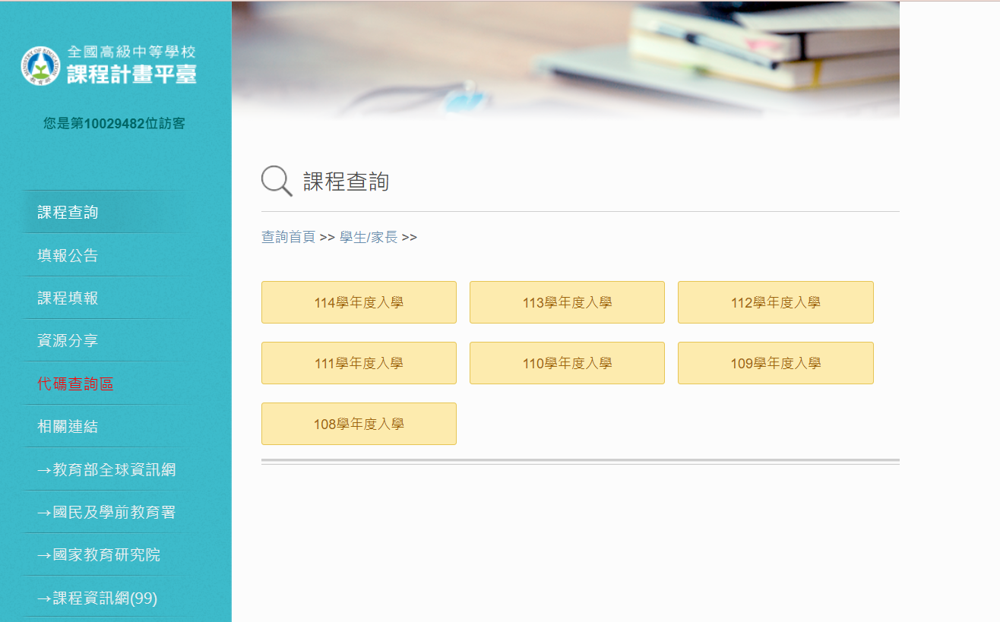 全國高級中等學校
課程計畫平臺
您是第10029482位訪客
課程查詢
填報公告
課程填報
資源分享
代碼查詢區
相關連結
→教育部全球資訊網
→國民及學前教育署
→國家教育研究院
→課程資訊網(99)
課程查詢
查詢首頁 >> 學生/家長 >>
114學年度入學 113學年度入學 112學年度入學
111學年度入學 110學年度入學 109學年度入學
108學年度入學